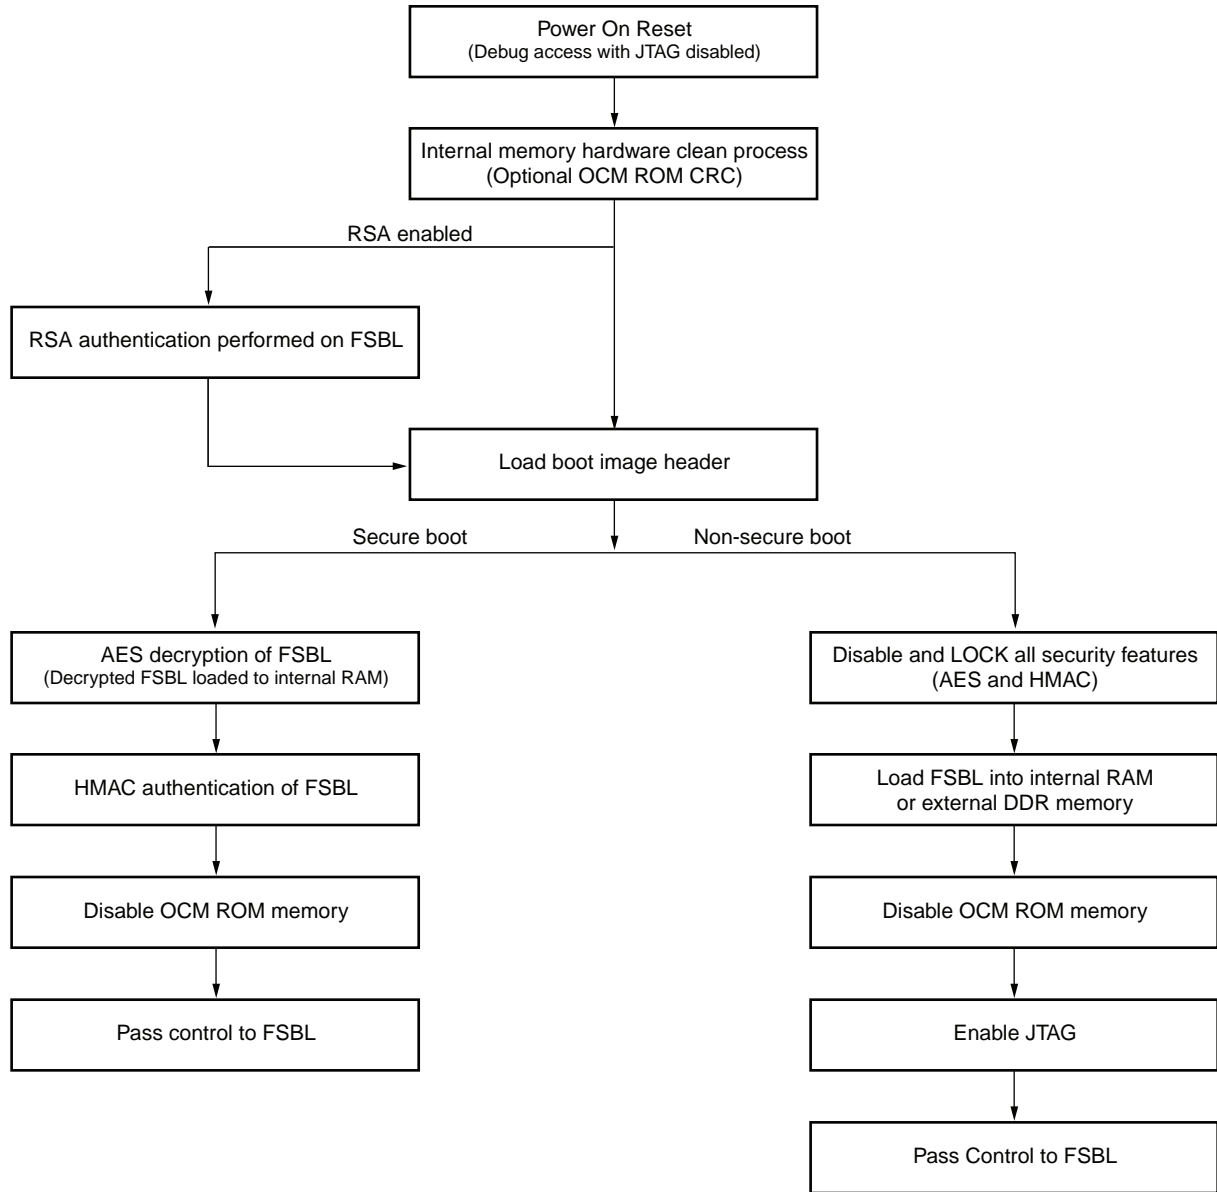 Power On Reset
(Debug access with JTAG disabled)
Internal memory hardware clean process
(Optional OCM ROM CRC)
RSA enabled
RSA authentication performed on FSBL
Load boot image header
Secure boot
Non-secure boot
AES decryption of FSBL
(Decrypted FSBL loaded to internal RAM)
Disable and LOCK all security features
(AES and HMAC)
HMAC authentication of FSBL
Load FSBL into internal RAM
or external DDR memory
Disable OCM ROM memory
Disable OCM ROM memory
Pass control to FSBL
Enable JTAG
Pass Control to FSBL